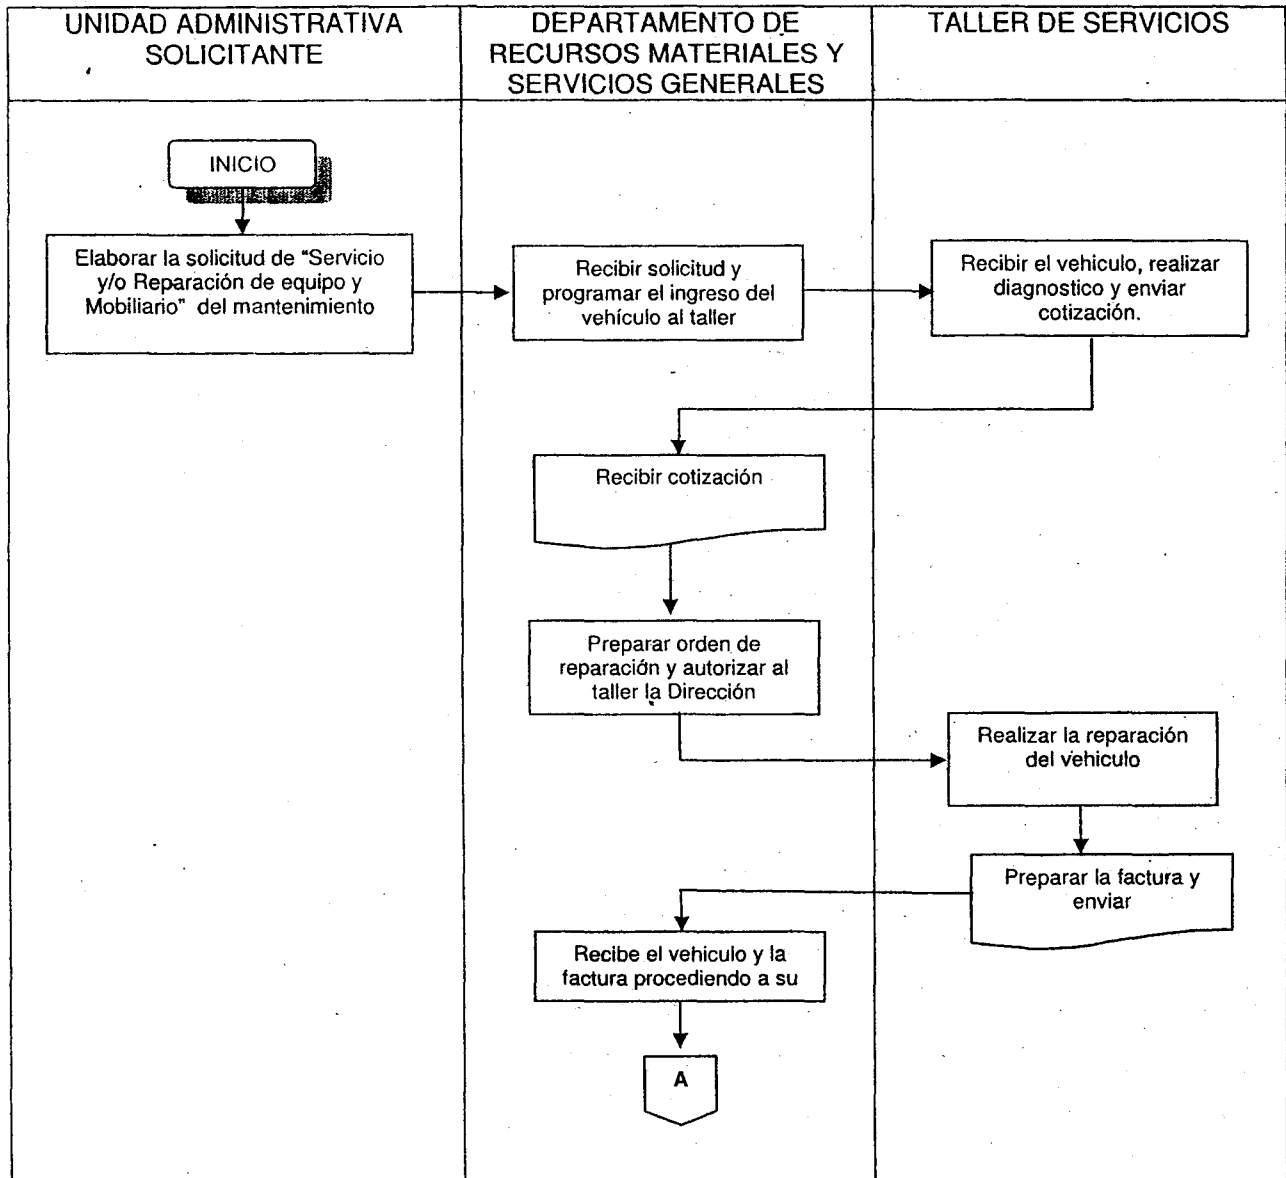 UNIDAD ADMINISTRATIVA
SOLICITANTE
DEPARTAMENTO DE
RECURSOS MATERIALES Y
SERVICIOS GENERALES
TALLER DE SERVICIOS
INICIO
Elaborar la solicitud de "Servicio
y/o Reparación de equipo y
Mobiliario" del mantenimiento
Recibir solicitud y
programar el ingreso del
vehículo al taller
Recibir el vehiculo, realizar
diagnostico y enviar
cotización.
Recibir cotización
Preparar orden de
reparación y autorizar al
taller la Dirección
Realizar la reparación
del vehiculo
Preparar la factura y
enviar
Recibe el vehiculo y la
factura procediendo a su
A